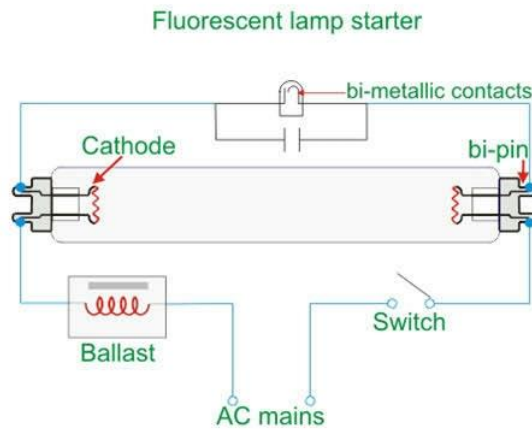 Fluorescent lamp starter
bi-metallic contacts
Cathode
bi-pin
Switch
Ballast
AC mains